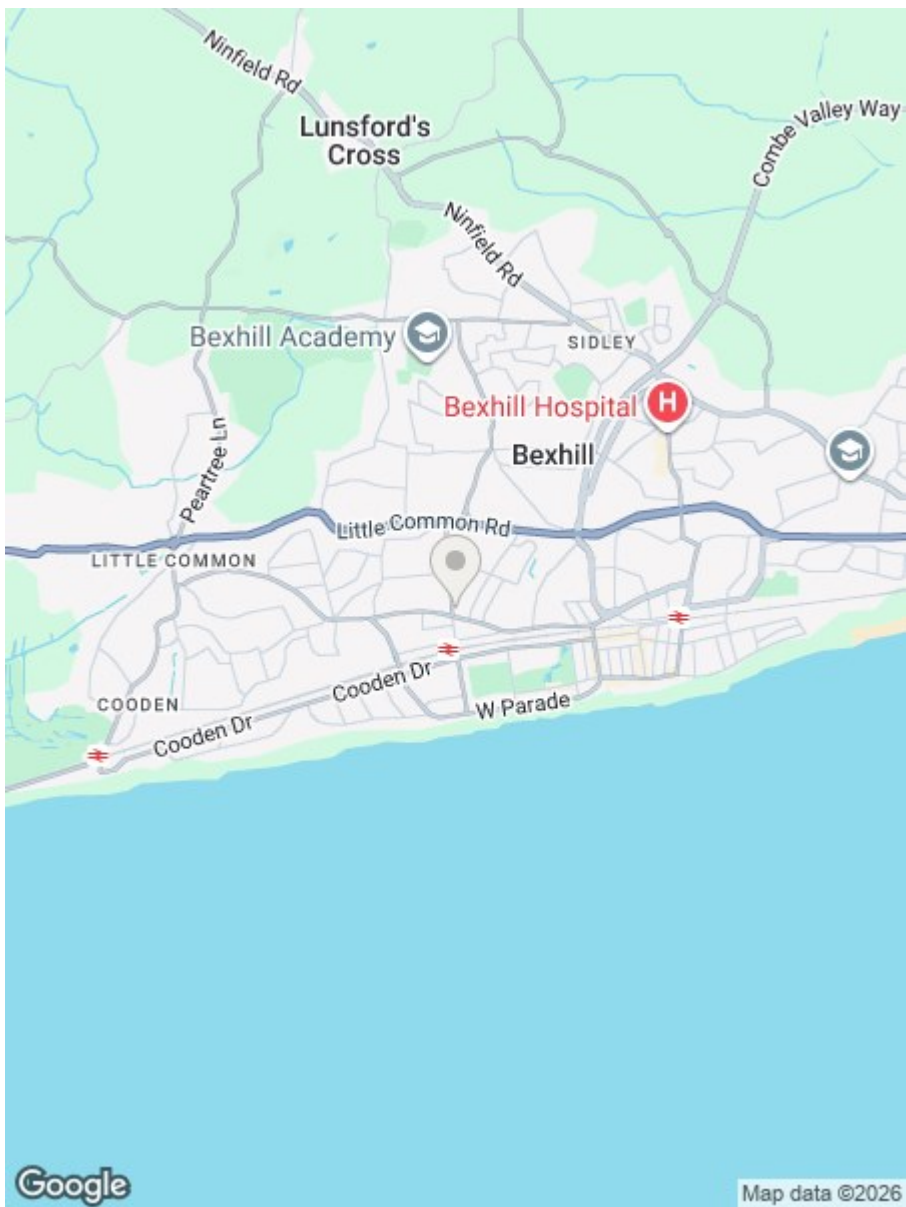 Ninfield Rd
Lunsford's
Cross
Combe Valley Way
Ninfield Rd
Bexhill Academy
SIDLEY
Bexhill Hospital
H
Bexhill
Peartree Ln
Little Common Rd
LITTLE COMMON
Cooden Dr
COODEN
W Parade
Cooden Dr
Google
Map data ©2026